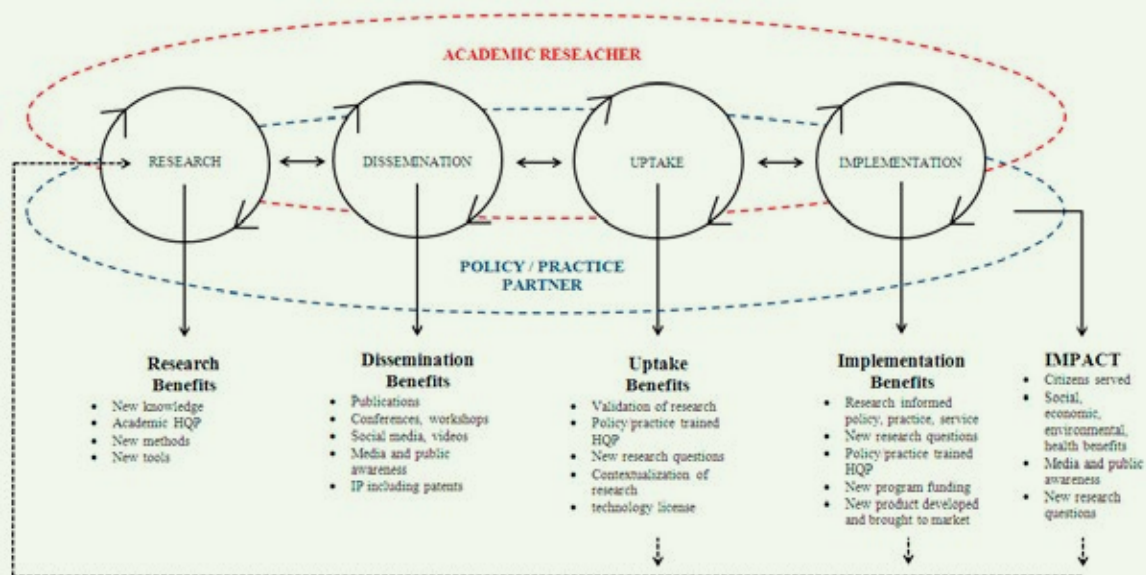 ACADEMIC RESEACHER
RESEARCH
DISSEMINATION
UPTAKE
IMPLEMENTATION
POLICY / PRACTICE
PARTNER
Research
Benefits
• New knowledge
• Academic HQP
• New methods
• New tools
Dissemination
Benefits
• Publications
• Conferences, workshops
• Social media, videos
• Media and public
awareness
• IP including patents
Uptake
Benefits
• Validation of research
• Policy/practice trained
HQP
• New research questions
• Contextualization of
research
• technology license
Implementation
Benefits
• Research informed
policy, practice, service
• New research questions
• Policy/practice trained
HQP
• New program funding
• New product developed
and brought to market
IMPACT
• Citizens served
• Social,
economic,
environmental,
health benefits
• Media and public
awareness
• New research
questions